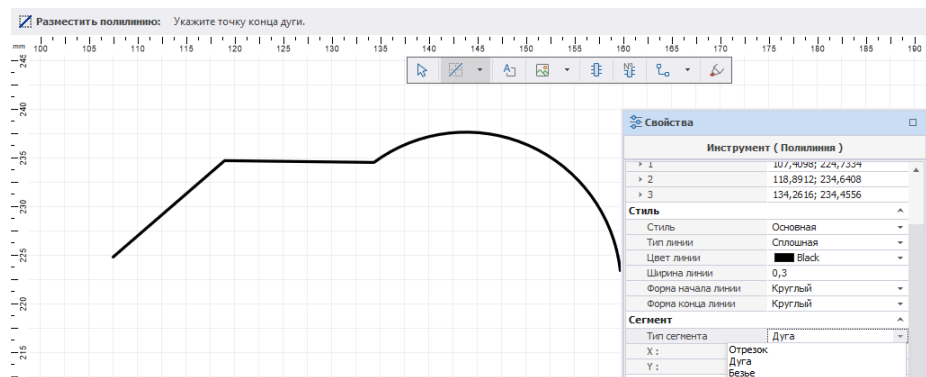 Разместить полилинию: Укажите точку конца дуги.
mm 100 105 110 115 120 125 130 135 140 145 150 155 160 165 170 175 180 185 190
245
240
235
230
225
220
215
Свойства
Инструмент ( Полилиния )
1 107,4098; 224,7334
2 118,8912; 234,6408
3 134,2616; 234,4556
Стиль
Стиль Основная
Тип линии Сплошная
Цвет линии Black
Ширина линии 0,3
Форма начала линии Круглый
Форма конца линии Круглый
Сегмент
Тип сегмента Дуга
Отрезок
X :
Дуга
Y :
Безье